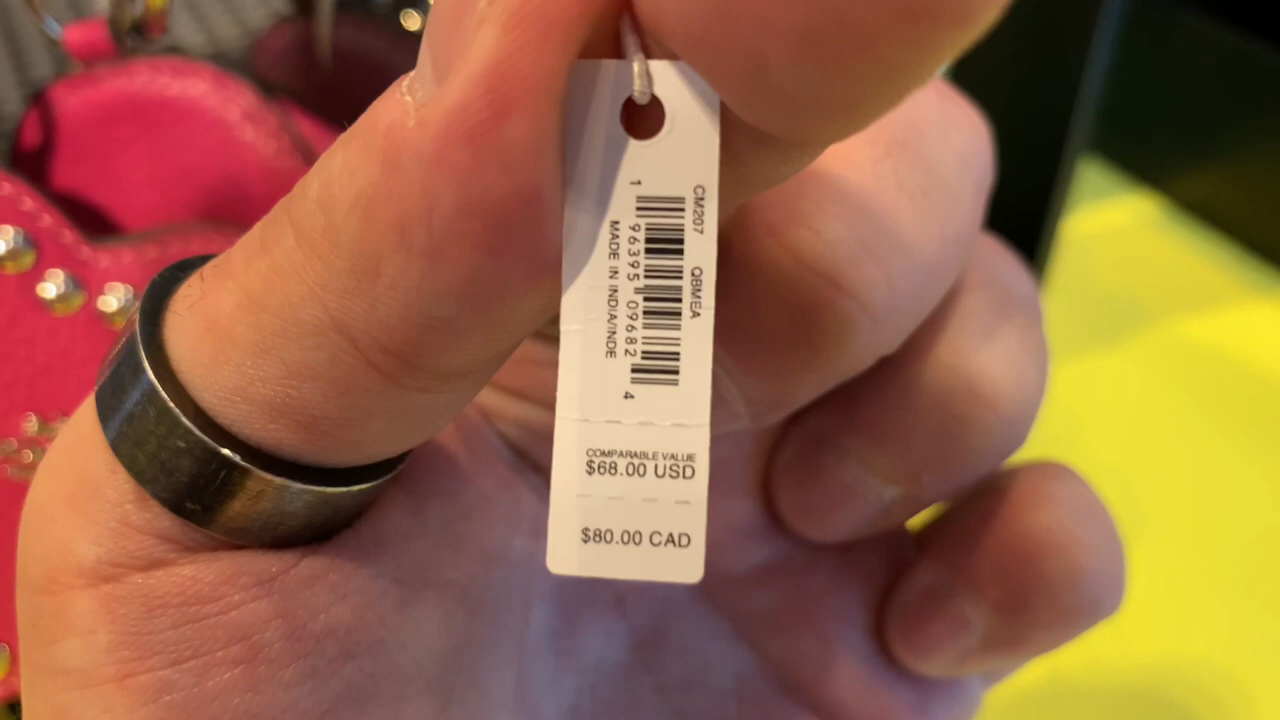 CM207 QBMEA
1 96395 09682 4
MADE IN INDIA/INDE
COMPARABLE VALUE
$68.00 USD
$80.00 CAD